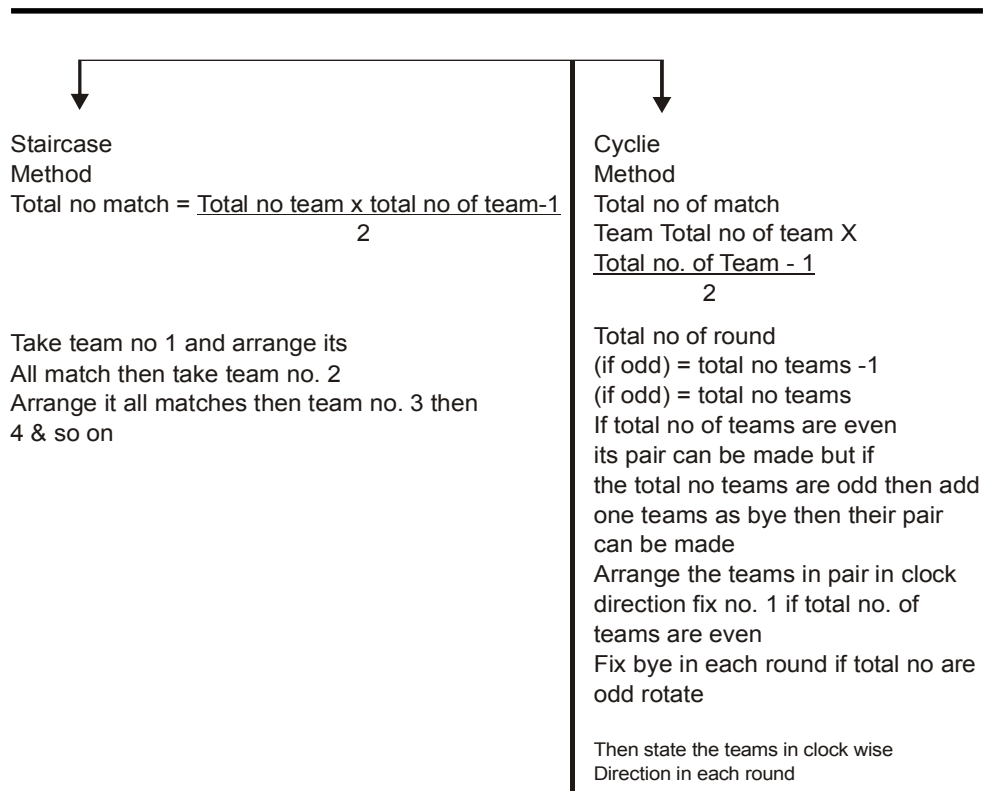 Staircase
Method
Total no match = Total no team x total no of team-1
2
Take team no 1 and arrange its
All match then take team no. 2
Arrange it all matches then team no. 3 then
4 & so on
Cyclie
Method
Total no of match
Team Total no of team X
Total no. of Team - 1
2
Total no of round
(if odd) = total no teams -1
(if odd) = total no teams
If total no of teams are even
its pair can be made but if
the total no teams are odd then add
one teams as bye then their pair
can be made
Arrange the teams in pair in clock
direction fix no. 1 if total no. of
teams are even
Fix bye in each round if total no are
odd rotate
Then state the teams in clock wise
Direction in each round